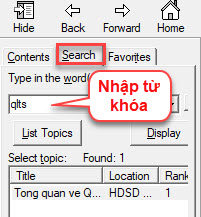 Hide Back Forward Home
Contents Search Favorites
Type in the word(
Nhập từ khóa
qlts
List Topics Display
Select topic: Found: 1
Title Location Rank
Tong quan ve Q... HDSD ... 1